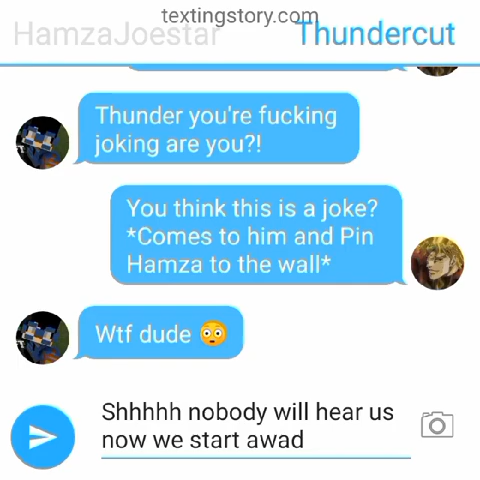 textingstory.com
HamzaJoestar Thundercut
Thunder you're fucking
joking are you?!
You think this is a joke?
*Comes to him and Pin
Hamza to the wall*
Wtf dude 😳
Shhhhh nobody will hear us
now we start awad